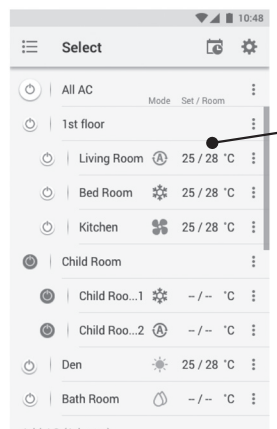 10:48
Select
All AC
Mode Set / Room
1st floor
Living Room A 25 / 28 °C
Bed Room 25 / 28 °C
Kitchen 25 / 28 °C
Child Room
Child Roo...1 -- / -- °C
Child Roo...2 A -- / -- °C
Den 25 / 28 °C
Bath Room -- / -- °C